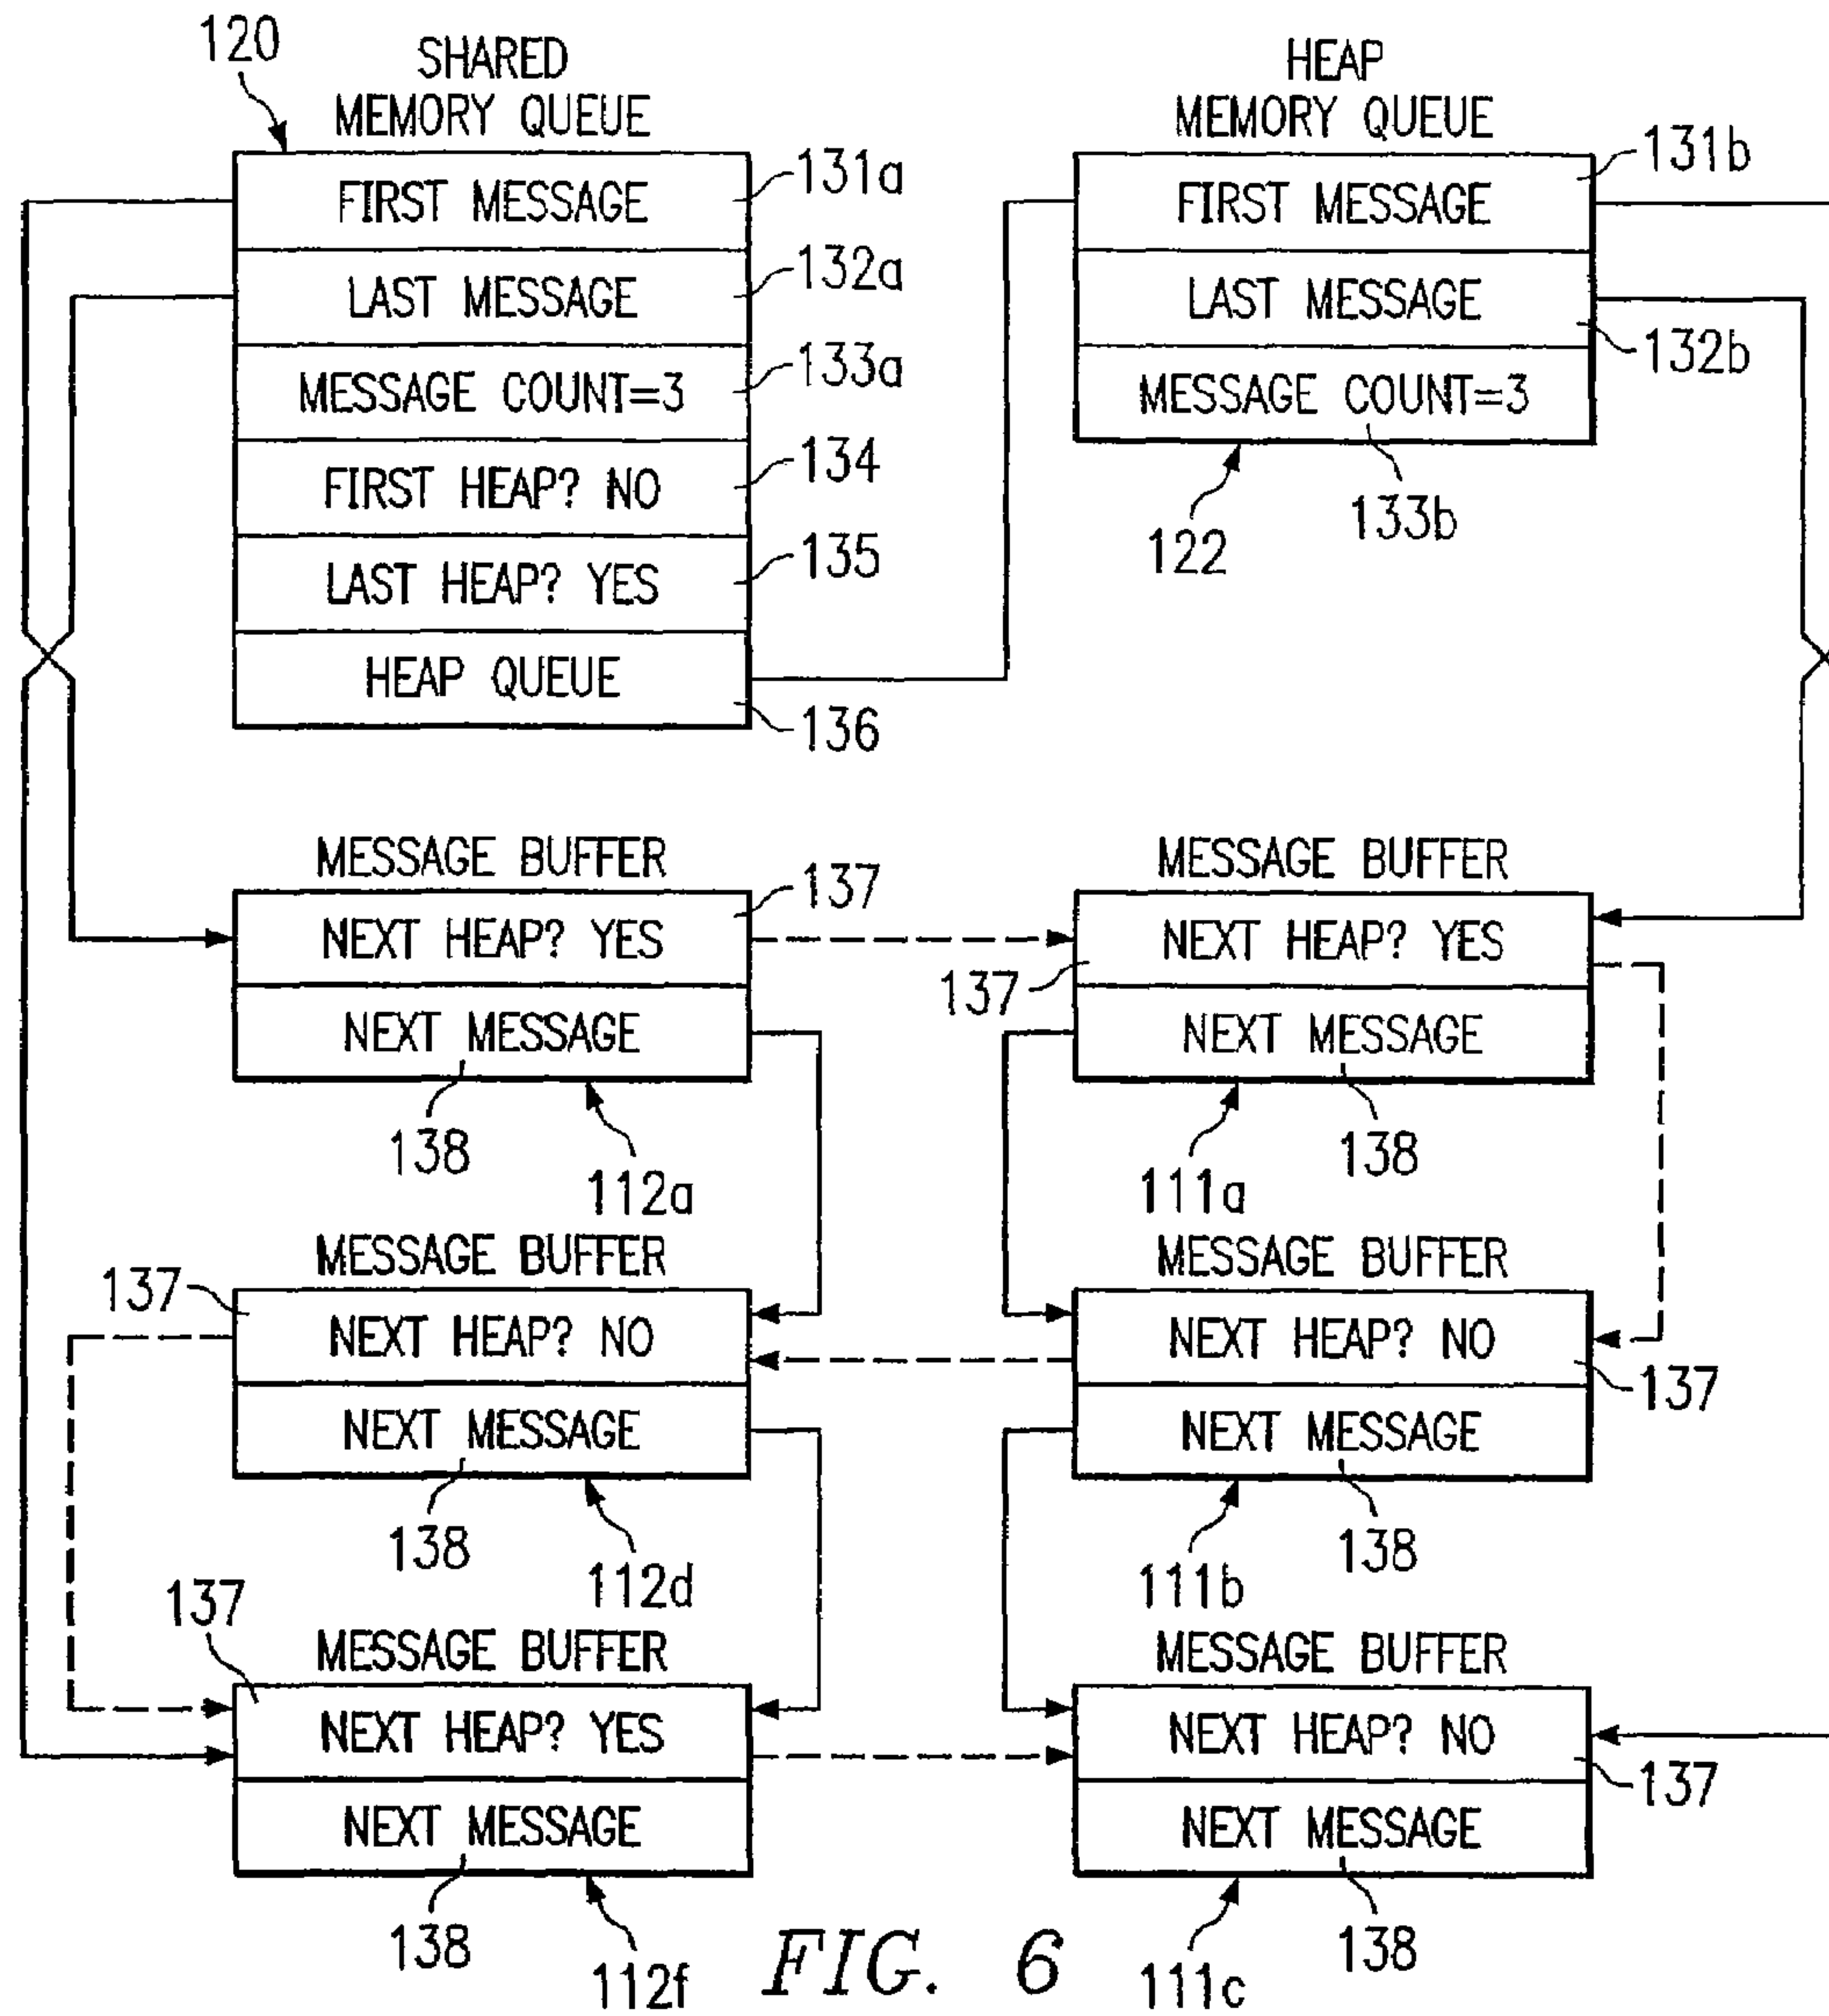 120
SHARED
MEMORY QUEUE
FIRST MESSAGE
131a
LAST MESSAGE
132a
MESSAGE COUNT=3
133a
FIRST HEAP? NO
134
LAST HEAP? YES
135
HEAP QUEUE
136
HEAP
MEMORY QUEUE
FIRST MESSAGE
131b
LAST MESSAGE
132b
MESSAGE COUNT=3
133b
122
MESSAGE BUFFER
NEXT HEAP? YES
137
NEXT MESSAGE
138
112a
MESSAGE BUFFER
NEXT HEAP? YES
137
NEXT MESSAGE
138
111a
MESSAGE BUFFER
137
NEXT HEAP? NO
NEXT MESSAGE
138
112d
MESSAGE BUFFER
NEXT HEAP? NO
137
NEXT MESSAGE
138
111b
137
MESSAGE BUFFER
NEXT HEAP? YES
NEXT MESSAGE
138
112f
MESSAGE BUFFER
NEXT HEAP? NO
137
NEXT MESSAGE
138
111c
FIG. 6